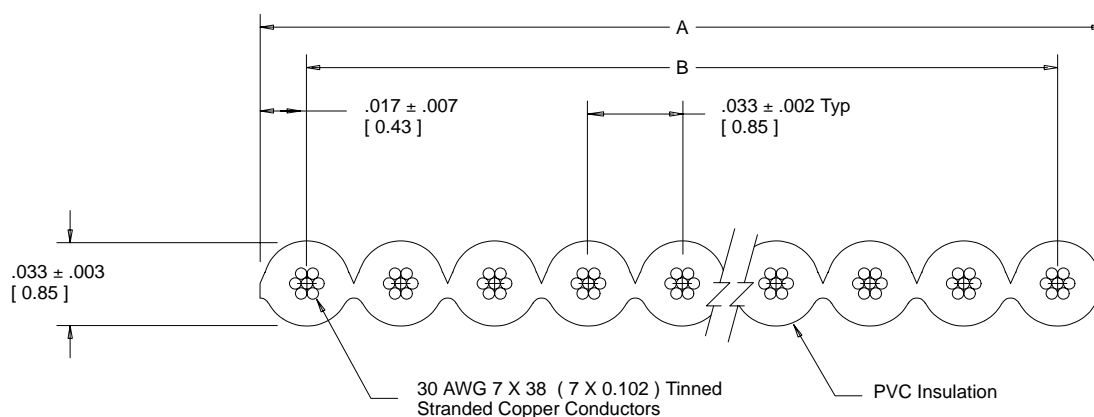 A
B
.017 ± .007
[ 0.43 ]
.033 ± .002 Typ
[ 0.85 ]
.033 ± .003
[ 0.85 ]
30 AWG 7 X 38 ( 7 X 0.102 ) Tinned
Stranded Copper Conductors
PVC Insulation